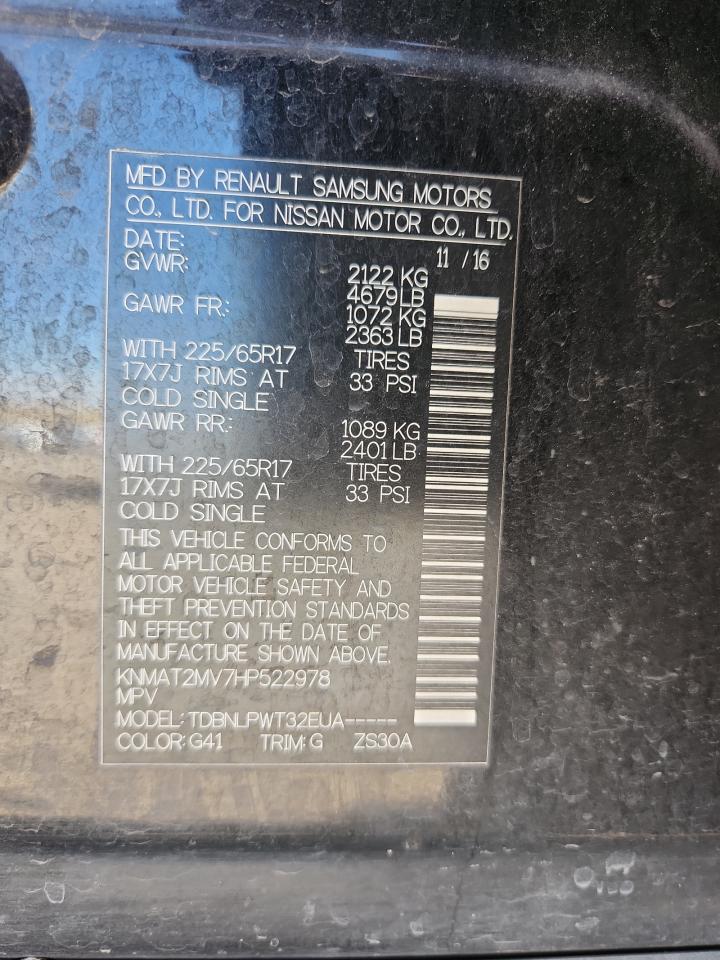 MFD BY RENAULT SAMSUNG MOTORS
CO., LTD. FOR NISSAN MOTOR CO., LTD.
DATE: 11 / 16
GVWR: 2122 KG
4679 LB
GAWR FR.: 1072 KG
2363 LB
WITH 225/65R17 TIRES
17X7J RIMS AT 33 PSI
COLD SINGLE
GAWR RR.: 1089 KG
2401 LB
WITH 225/65R17 TIRES
17X7J RIMS AT 33 PSI
COLD SINGLE
THIS VEHICLE CONFORMS TO
ALL APPLICABLE FEDERAL
MOTOR VEHICLE SAFETY AND
THEFT PREVENTION STANDARDS
IN EFFECT ON THE DATE OF
MANUFACTURE SHOWN ABOVE.
KNMAT2MV7HP522978
MPV
MODEL: TDBNLPWT32EUA-----
COLOR: G41 TRIM: G ZS30A